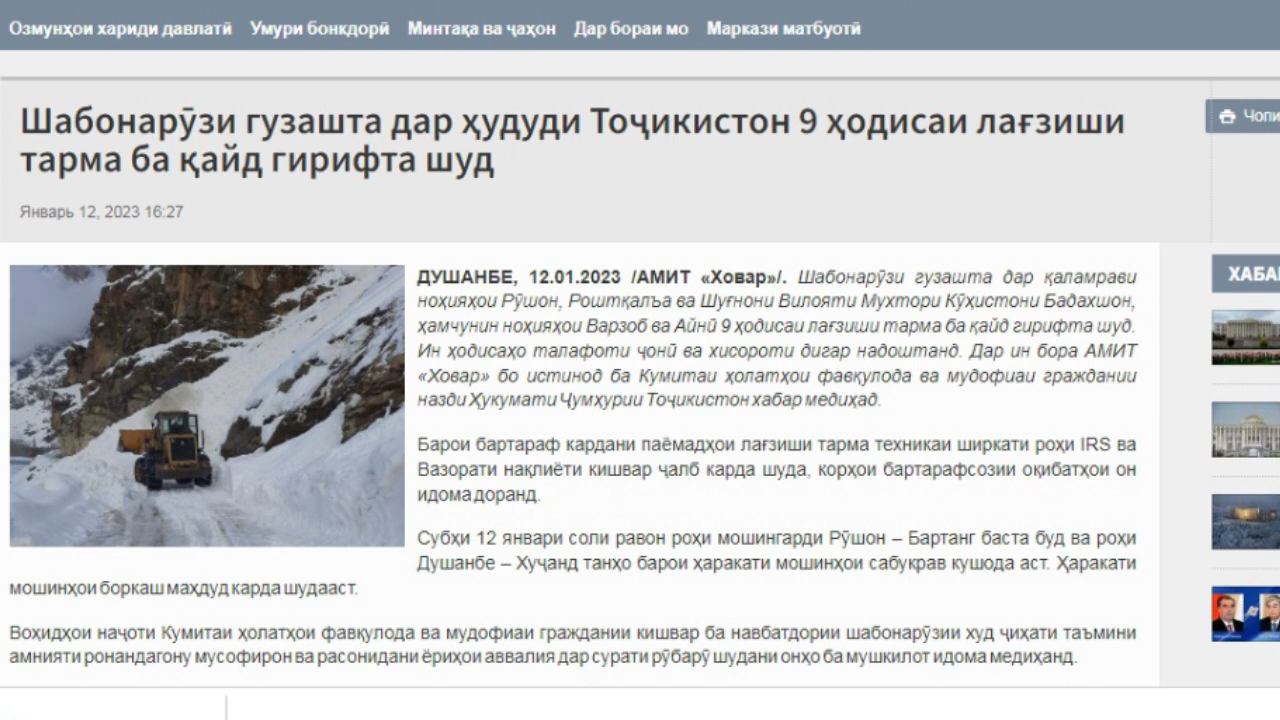 Озмунҳои хариди давлатӣ Умури бонкдорӣ Минтақа ва ҷаҳон Дар бораи мо Маркази матбуотӣ
Шабонарӯзи гузашта дар ҳудуди Тоҷикистон 9 ҳодисаи лағзиши
тарма ба қайд гирифта шуд
Чопи
Январь 12, 2023 16:27
ДУШАНБЕ, 12.01.2023 /АМИТ «Ховар»/. Шабонарӯзи гузашта дар қаламрави
ноҳияҳои Рӯшон, Роштқалъа ва Шуғнони Вилояти Мухтори Кӯҳистони Бадахшон,
ҳамчунин ноҳияҳои Варзоб ва Айнӣ 9 ҳодисаи лағзиши тарма ба қайд гирифта шуд.
Ин ҳодисаҳо талафоти ҷонӣ ва хисороти дигар надоштанд. Дар ин бора АМИТ
«Ховар» бо истинод ба Кумитаи ҳолатҳои фавқулода ва мудофиаи граждании
назди Ҳукумати Ҷумҳурии Тоҷикистон хабар медиҳад.
Барои бартараф кардани паёмадҳои лағзиши тарма техникаи ширкати роҳи IRS ва
Вазорати нақлиёти кишвар ҷалб карда шуда, корҳои бартарафсозии оқибатҳои он
идома доранд.
Субҳи 12 январи соли равон роҳи мошингарди Рӯшон – Бартанг баста буд ва роҳи
Душанбе – Хуҷанд танҳо барои ҳаракати мошинҳои сабукрав кушода аст. Ҳаракати
мошинҳои боркаш маҳдуд карда шудааст.
Воҳидҳои наҷоти Кумитаи ҳолатҳои фавқулода ва мудофиаи граждании кишвар ба навбатдории шабонарӯзии худ ҷиҳати таъмини
амнияти ронандагону мусофирон ва расонидани ёриҳои аввалия дар сурати рӯбарӯ шудани онҳо ба мушкилот идома медиҳанд.
ХАБА